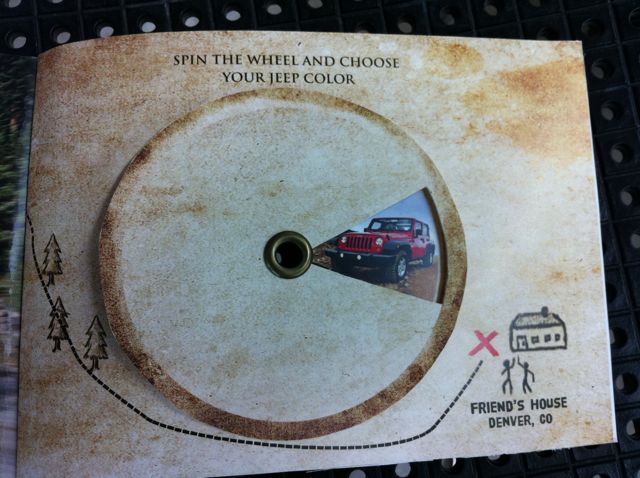 SPIN THE WHEEL AND CHOOSE
YOUR JEEP COLOR
FRIEND'S HOUSE
DENVER, CO